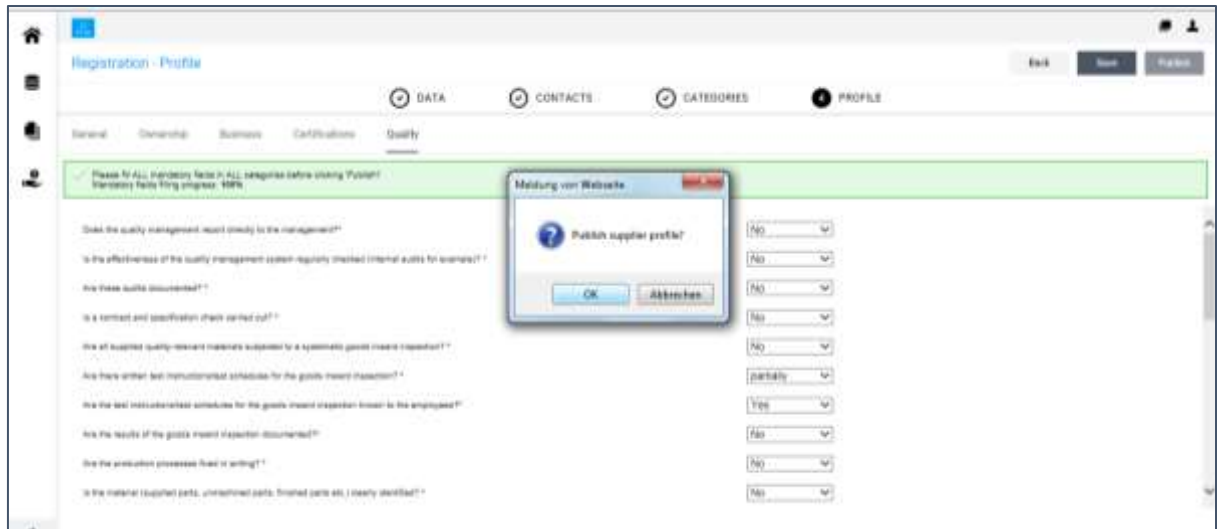 Registration - Profile
Back Save Publish
DATA CONTACTS CATEGORIES 4 PROFILE
General Ownership Business Certifications Quality
Please fill ALL mandatory fields in ALL categories before clicking 'Publish'!
Mandatory fields filling progress: 100%
Meldung von Webseite
Publish supplier profile?
OK Abbrechen
Does the quality management report directly to the management?* No
Is the effectiveness of the quality management system regularly checked (internal audits for example)? * No
Are these audits documented? * No
Is a contract and specification check carried out? * No
Are all supplied quality-relevant materials subjected to a systematic goods inward inspection? * No
Are there written test instructions/test schedules for the goods inward inspection? * partially
Are the test instructions/test schedules for the goods inward inspection known to the employees?* Yes
Are the results of the goods inward inspection documented?* No
Are the production processes fixed in writing? * No
Is the material (supplied parts, unmachined parts, finished parts etc.) clearly identified? * No